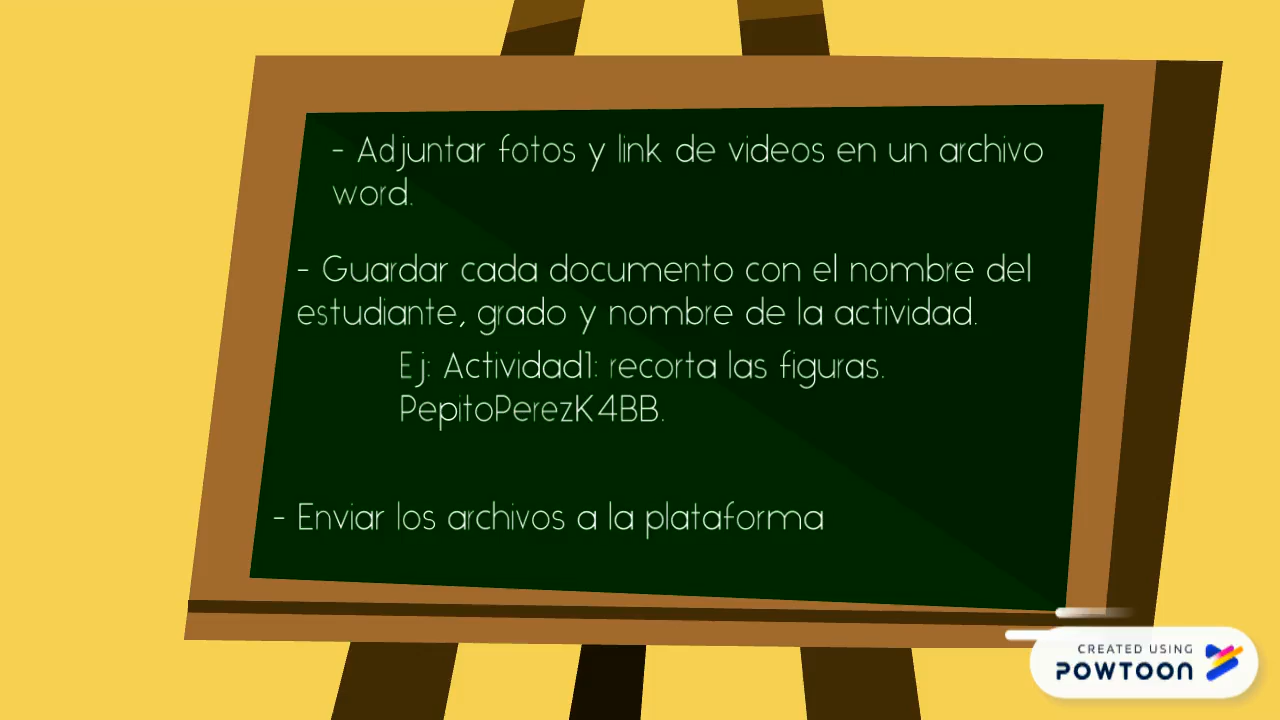 - Adjuntar fotos y link de videos en un archivo
word.
- Guardar cada documento con el nombre del
estudiante, grado y nombre de la actividad.
Ej: Actividad1: recorta las figuras.
PepitoPerezK4BB.
- Enviar los archivos a la plataforma
CREATED USING
POWTOON